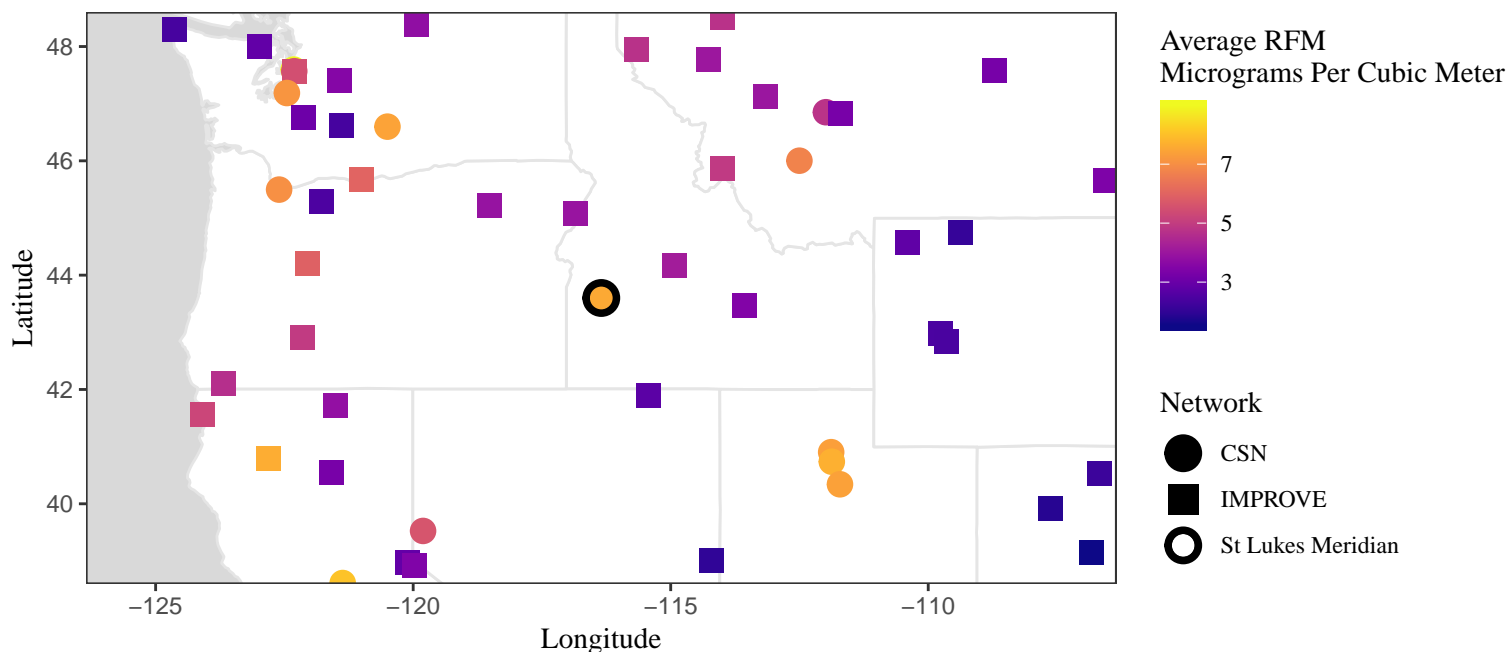 48
46
44
42
40
Latitude
−125
−120
−115
−110
Longitude
Average RFM
Micrograms Per Cubic Meter
7
5
3
Network
CSN
IMPROVE
St Lukes Meridian